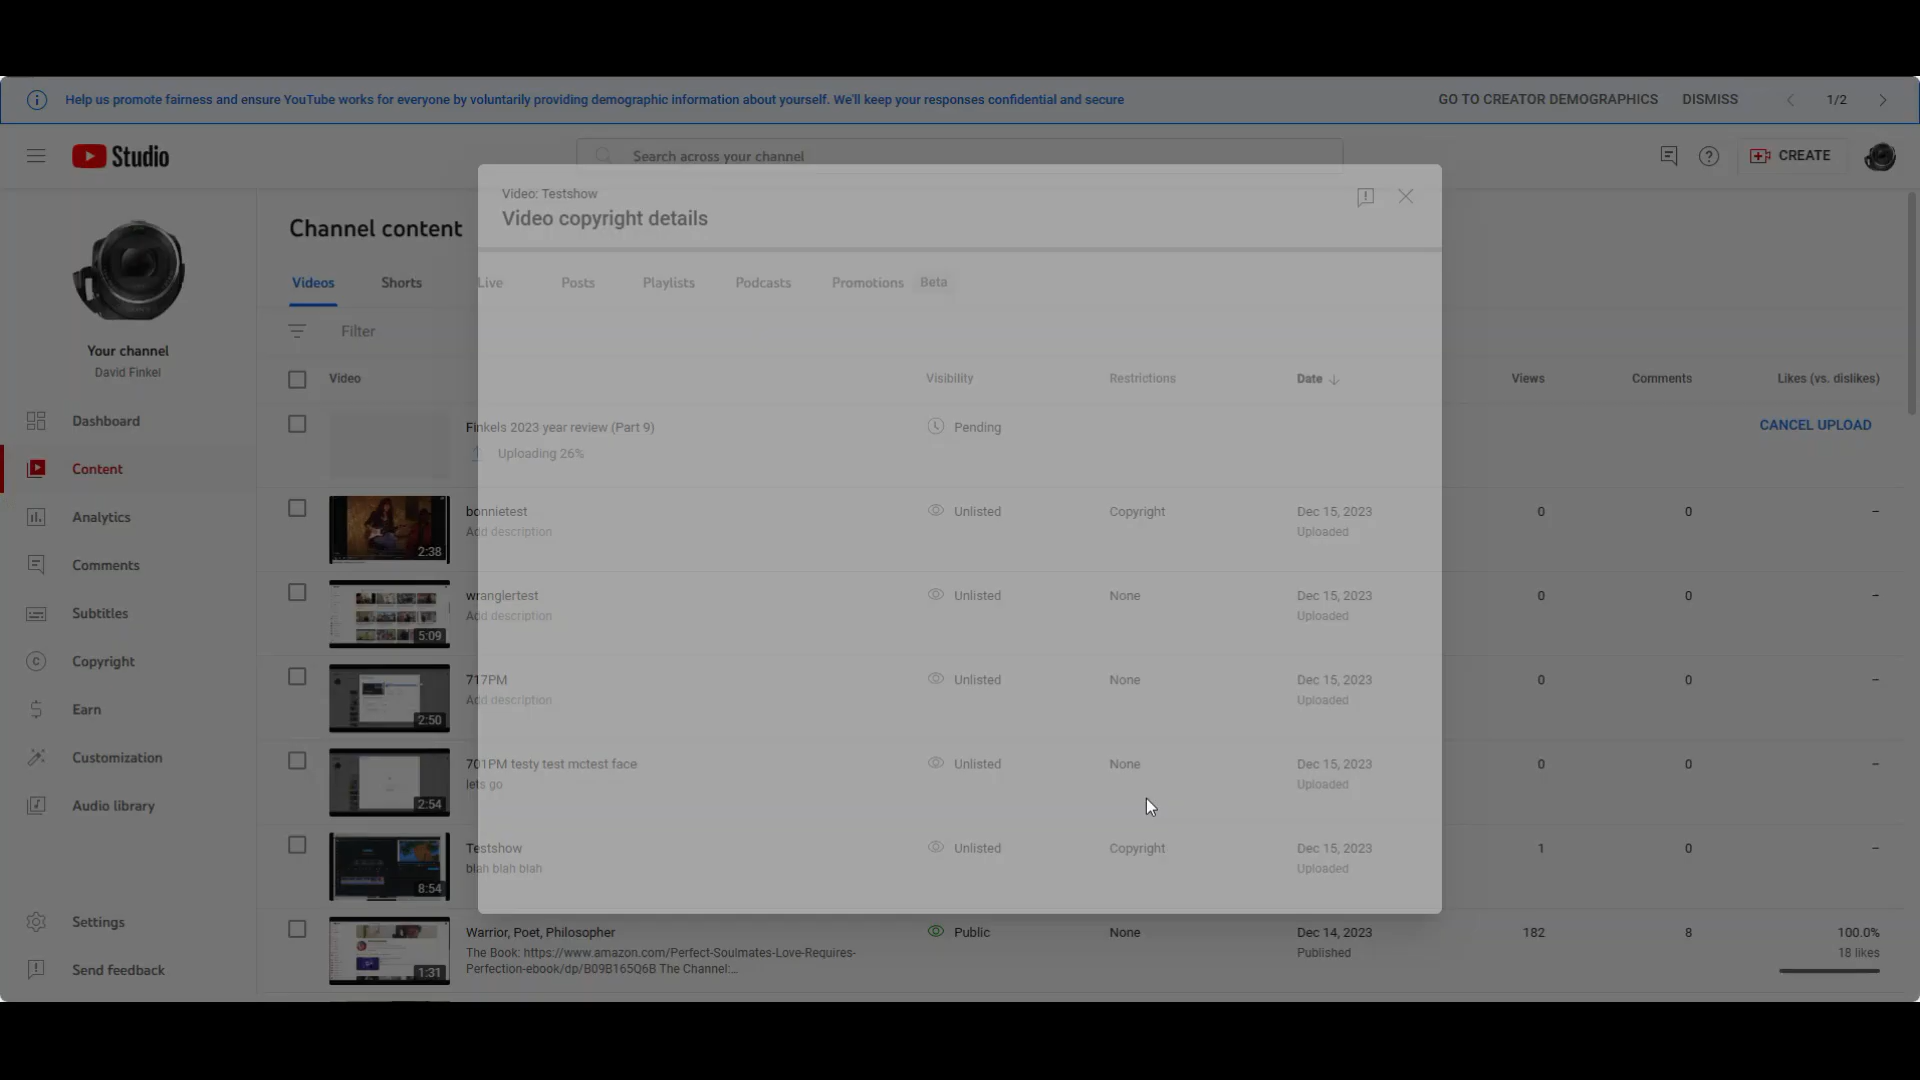 Help us promote fairness and ensure YouTube works for everyone by voluntarily providing demographic information about yourself. We'll keep your responses confidential and secure
GO TO CREATOR DEMOGRAPHICS
DISMISS
1/2
Studio
Search across your channel
CREATE
Video: Testshow
Video copyright details
Your channel
David Finkel
Dashboard
Content
Analytics
Comments
Subtitles
Copyright
Earn
Customization
Audio library
Settings
Send feedback
Channel content
Videos Shorts Live Posts Playlists Podcasts Promotions Beta
Filter
Video Visibility Restrictions Date Views Comments Likes (vs. dislikes)
Finkels 2023 year review (Part 9) Pending CANCEL UPLOAD
Uploading 26%
bonnietest Unlisted Copyright Dec 15, 2023 0 0 –
Add description Uploaded
2:38
wranglertest Unlisted None Dec 15, 2023 0 0 –
Add description Uploaded
5:09
717PM Unlisted None Dec 15, 2023 0 0 –
Add description Uploaded
2:50
701PM testy test mctest face Unlisted None Dec 15, 2023 0 0 –
lets go Uploaded
2:54
Testshow Unlisted Copyright Dec 15, 2023 1 0 –
blah blah blah Uploaded
8:54
Warrior, Poet, Philosopher Public None Dec 14, 2023 182 8 100.0%
The Book: https://www.amazon.com/Perfect-Soulmates-Love-Requires- Published 18 likes
Perfection-ebook/dp/B09B165Q6B The Channel:...
1:31